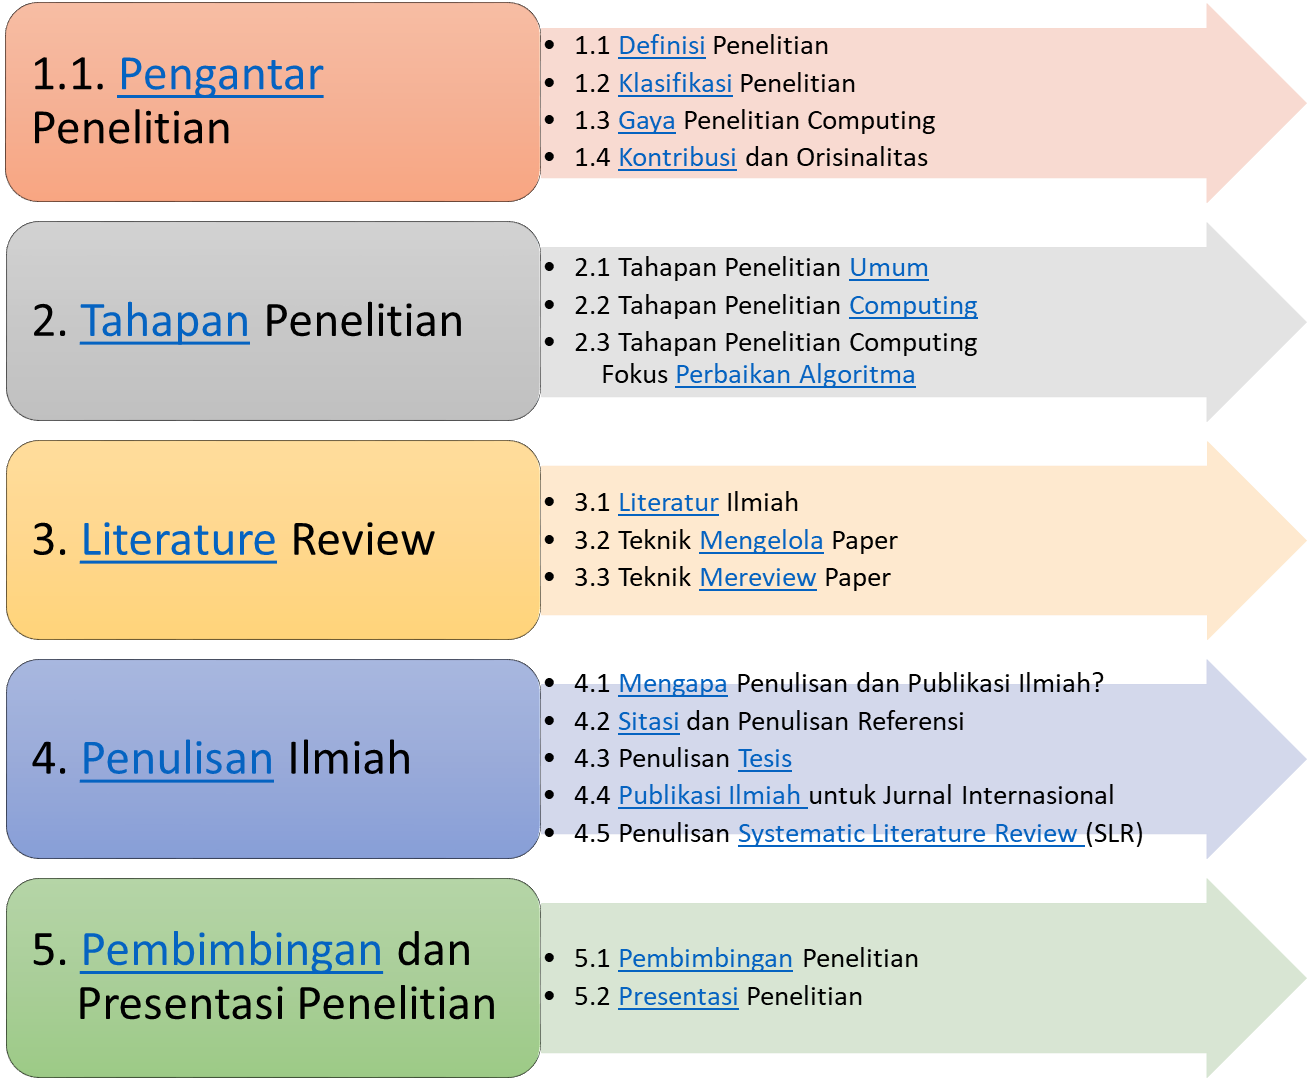 1.1. Pengantar
Penelitian
• 1.1 Definisi Penelitian
• 1.2 Klasifikasi Penelitian
• 1.3 Gaya Penelitian Computing
• 1.4 Kontribusi dan Orisinalitas
2. Tahapan Penelitian
• 2.1 Tahapan Penelitian Umum
• 2.2 Tahapan Penelitian Computing
• 2.3 Tahapan Penelitian Computing
Fokus Perbaikan Algoritma
3. Literature Review
• 3.1 Literatur Ilmiah
• 3.2 Teknik Mengelola Paper
• 3.3 Teknik Mereview Paper
4. Penulisan Ilmiah
• 4.1 Mengapa Penulisan dan Publikasi Ilmiah?
• 4.2 Sitasi dan Penulisan Referensi
• 4.3 Penulisan Tesis
• 4.4 Publikasi Ilmiah untuk Jurnal Internasional
• 4.5 Penulisan Systematic Literature Review (SLR)
5. Pembimbingan dan
Presentasi Penelitian
• 5.1 Pembimbingan Penelitian
• 5.2 Presentasi Penelitian